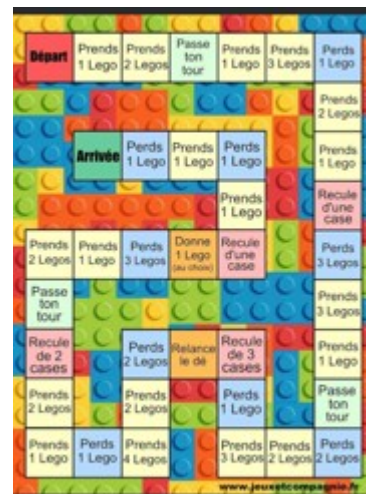 Départ
Prends
1 Lego
Prends
2 Legos
Passe
ton
tour
Prends
1 Lego
Prends
3 Legos
Perds
1 Lego
Prends
2 Legos
Arrivée
Perds
1 Lego
Prends
1 Lego
Perds
1 Lego
Prends
1 Lego
Prends
1 Lego
Recule
d'une
case
Prends
2 Legos
Prends
1 Lego
Perds
3 Legos
Donne
1 Lego
(au choix)
Recule
d'une
case
Perds
3 Legos
Passe
ton
tour
Prends
3 Legos
Recule
de 2
cases
Perds
2 Legos
Relance
le dé
Recule
de 3
cases
Prends
1 Lego
Prends
2 Legos
Prends
2 Legos
Perds
1 Lego
Passe
ton
tour
Prends
1 Lego
Perds
1 Lego
Prends
4 Legos
Prends
3 Legos
Prends
2 Legos
Perds
2 Legos
www.jeuxetcompagnie.fr